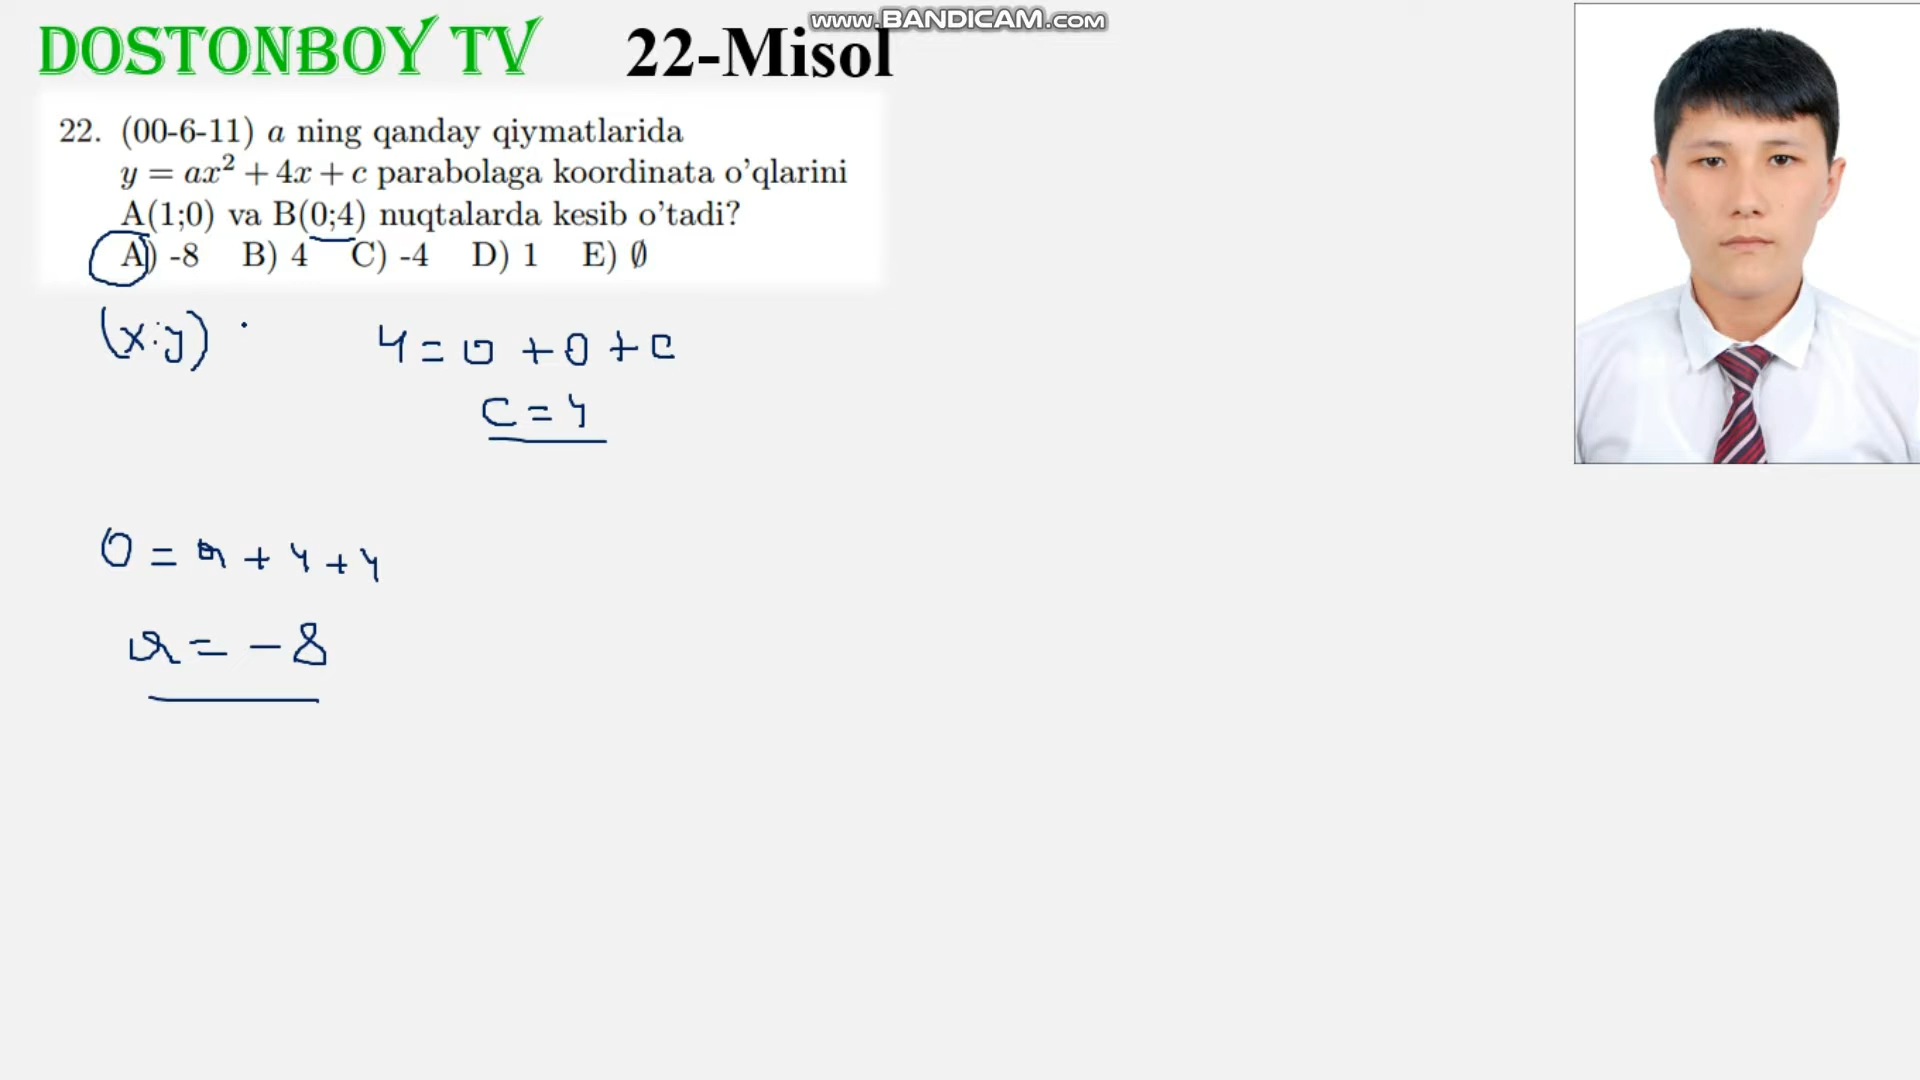 www.BANDICAM.com
DOSTONBOY TV 22-Misol
22. (00-6-11) a ning qanday qiymatlarida
y = ax² + 4x + c parabolaga koordinata o'qlarini
A(1;0) va B(0;4) nuqtalarda kesib o'tadi?
A) -8 B) 4 C) -4 D) 1 E) ∅
(x;y)
4 = 0 + 0 + c
c = 4
0 = a + 4 + 4
a = -8